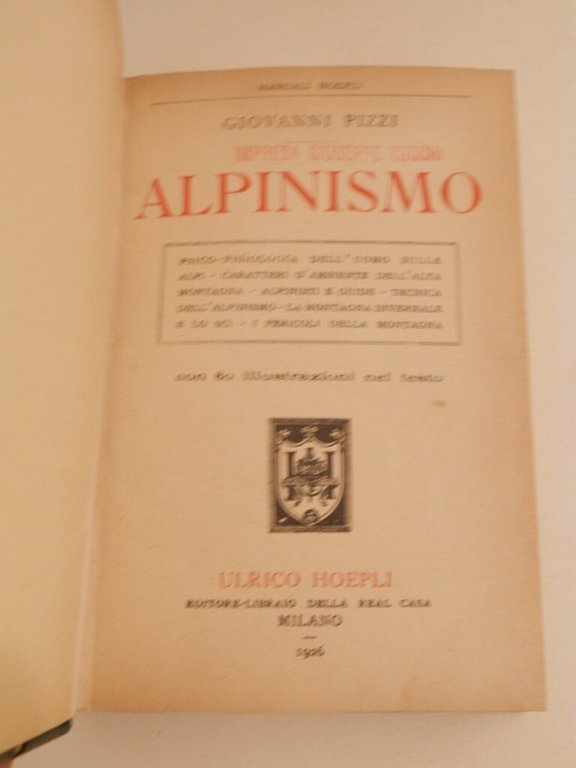 MANUALI HOEPLI
GIOVANNI PIZZI
ALPINISMO
PSICO-FISIOLOGIA DELL'UOMO SULLE
ALPI - CARATTERI D'AMBIENTE DELL'ALTA
MONTAGNA - ALPINISTI E GUIDE - TECNICA
DELL'ALPINISMO - LA MONTAGNA INVERNALE
E LO SCI - I PERICOLI DELLA MONTAGNA
con 80 illustrazioni nel testo
ULRICO HOEPLI
EDITORE-LIBRAIO DELLA REAL CASA
MILANO
1926